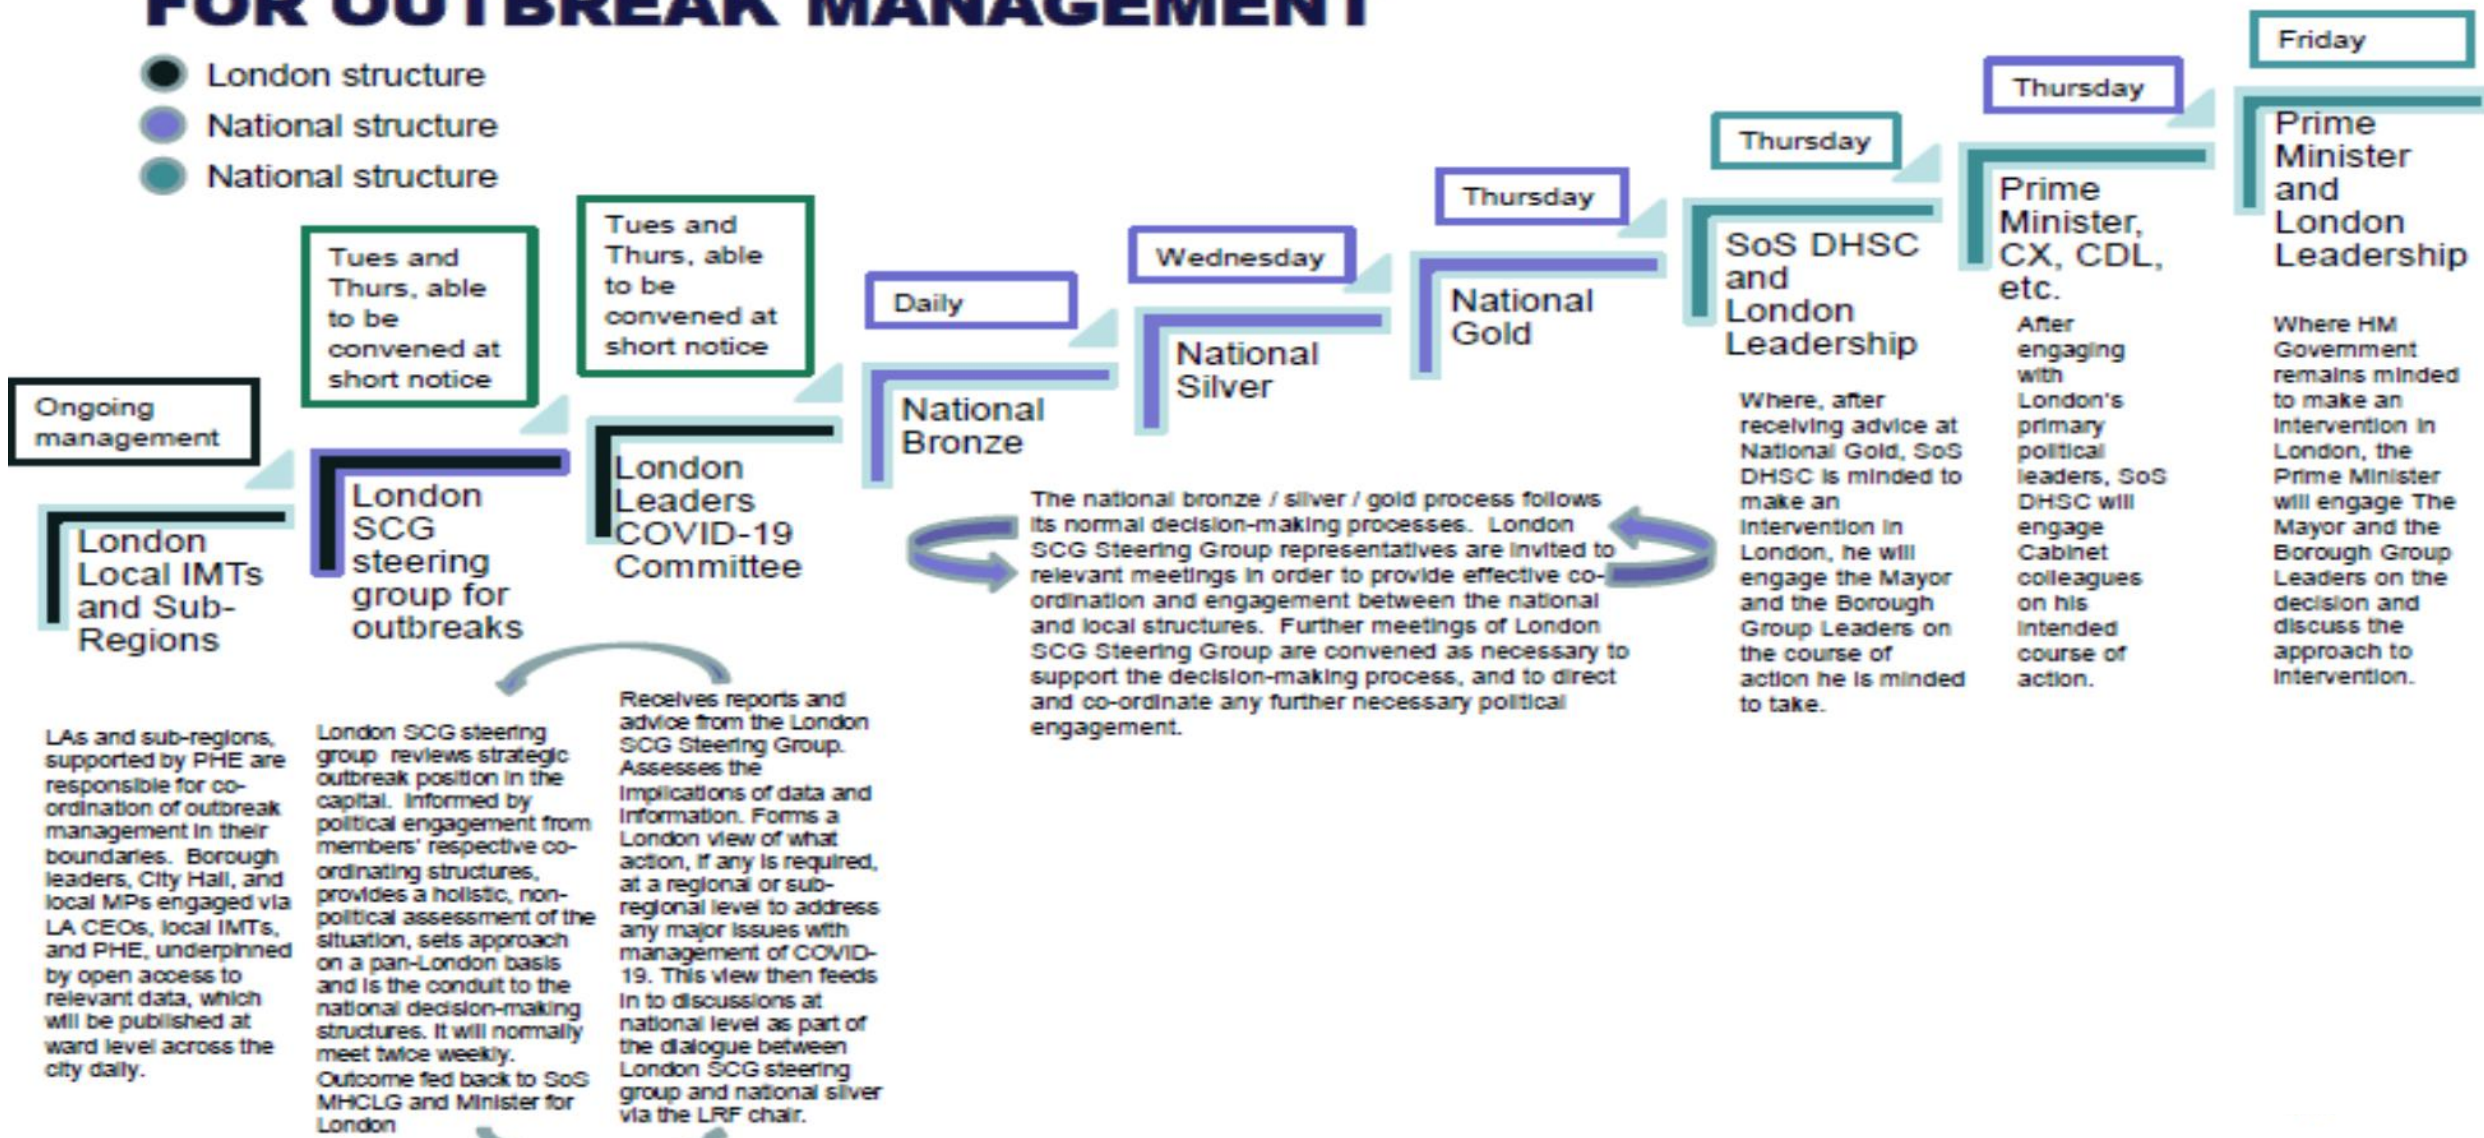 FOR OUTBREAK MANAGEMENT
London structure
National structure
National structure
Ongoing
management
London
Local IMTs
and Sub-
Regions
LAs and sub-regions,
supported by PHE are
responsible for co-
ordination of outbreak
management in their
boundaries. Borough
leaders, City Hall, and
local MPs engaged via
LA CEOs, local IMTs,
and PHE, underpinned
by open access to
relevant data, which
will be published at
ward level across the
city daily.
Tues and
Thurs, able
to be
convened at
short notice
London
SCG
steering
group for
outbreaks
London SCG steering
group reviews strategic
outbreak position in the
capital. Informed by
political engagement from
members' respective co-
ordinating structures,
provides a holistic, non-
political assessment of the
situation, sets approach
on a pan-London basis
and is the conduit to the
national decision-making
structures. It will normally
meet twice weekly.
Outcome fed back to SoS
MHCLG and Minister for
London
Tues and
Thurs, able
to be
convened at
short notice
London
Leaders
COVID-19
Committee
Receives reports and
advice from the London
SCG Steering Group.
Assesses the
implications of data and
information. Forms a
London view of what
action, if any is required,
at a regional or sub-
regional level to address
any major issues with
management of COVID-
19. This view then feeds
in to discussions at
national level as part of
the dialogue between
London SCG steering
group and national silver
via the LRF chair.
Daily
National
Bronze
Wednesday
National
Silver
Thursday
National
Gold
The national bronze / silver / gold process follows
its normal decision-making processes. London
SCG Steering Group representatives are invited to
relevant meetings in order to provide effective co-
ordination and engagement between the national
and local structures. Further meetings of London
SCG Steering Group are convened as necessary to
support the decision-making process, and to direct
and co-ordinate any further necessary political
engagement.
Thursday
SoS DHSC
and
London
Leadership
Where, after
receiving advice at
National Gold, SoS
DHSC is minded to
make an
intervention in
London, he will
engage the Mayor
and the Borough
Group Leaders on
the course of
action he is minded
to take.
Thursday
Prime
Minister,
CX, CDL,
etc.
After
engaging
with
London's
primary
political
leaders, SoS
DHSC will
engage
Cabinet
colleagues
on his
intended
course of
action.
Friday
Prime
Minister
and
London
Leadership
Where HM
Government
remains minded
to make an
intervention in
London, the
Prime Minister
will engage The
Mayor and the
Borough Group
Leaders on the
decision and
discuss the
approach to
intervention.